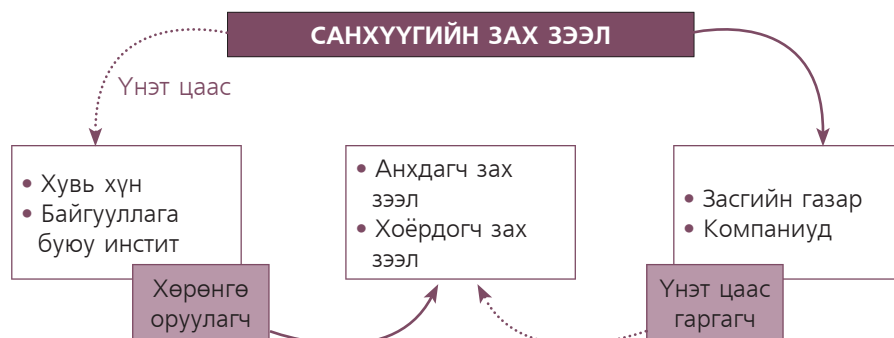 САНХҮҮГИЙН ЗАХ ЗЭЭЛ
Үнэт цаас
• Хувь хүн
• Байгууллага
буюу инстит
Хөрөнгө
оруулагч
• Анхдагч зах
зээл
• Хоёрдогч зах
зээл
• Засгийн газар
• Компаниуд
Үнэт цаас
гаргагч